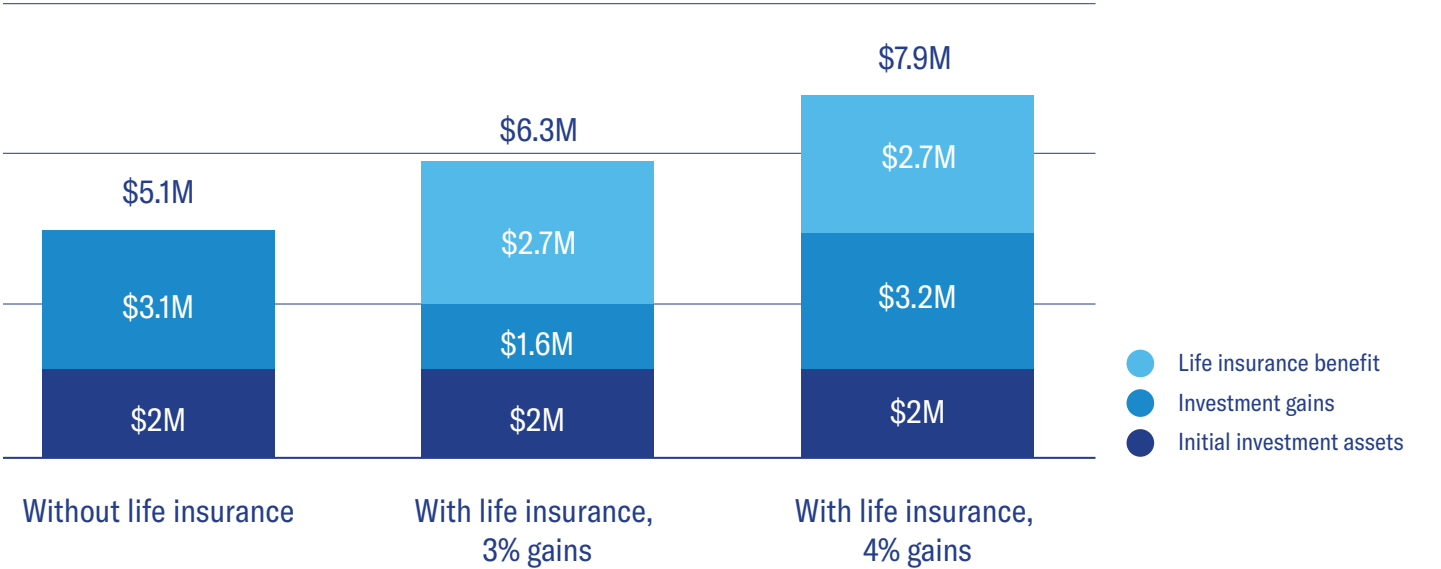 $7.9M
$6.3M
$5.1M
$2.7M
$2.7M
$3.1M
$1.6M
$3.2M
$2M
$2M
$2M
Life insurance benefit
Investment gains
Initial investment assets
Without life insurance
With life insurance,
3% gains
With life insurance,
4% gains